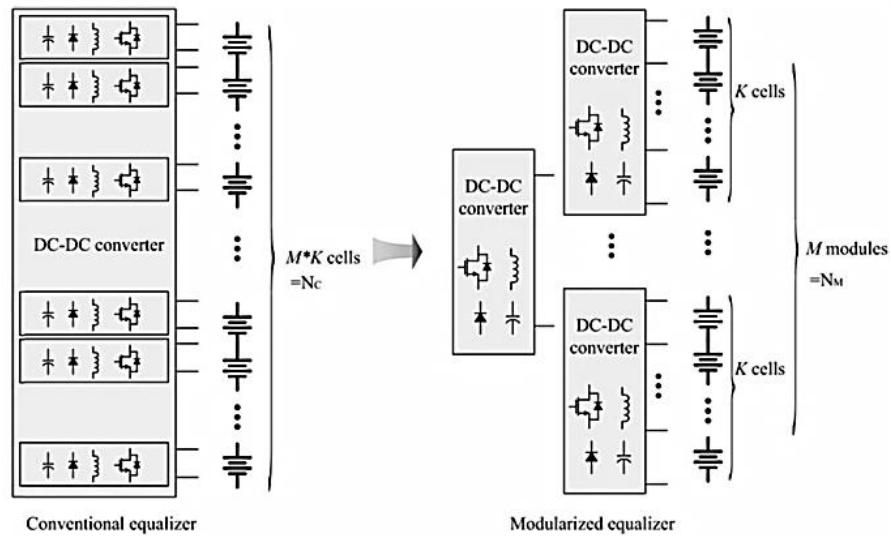 DC-DC converter
M*K cells
=NC
Conventional equalizer
DC-DC
converter
DC-DC
converter
K cells
M modules
=NM
DC-DC
converter
K cells
Modularized equalizer